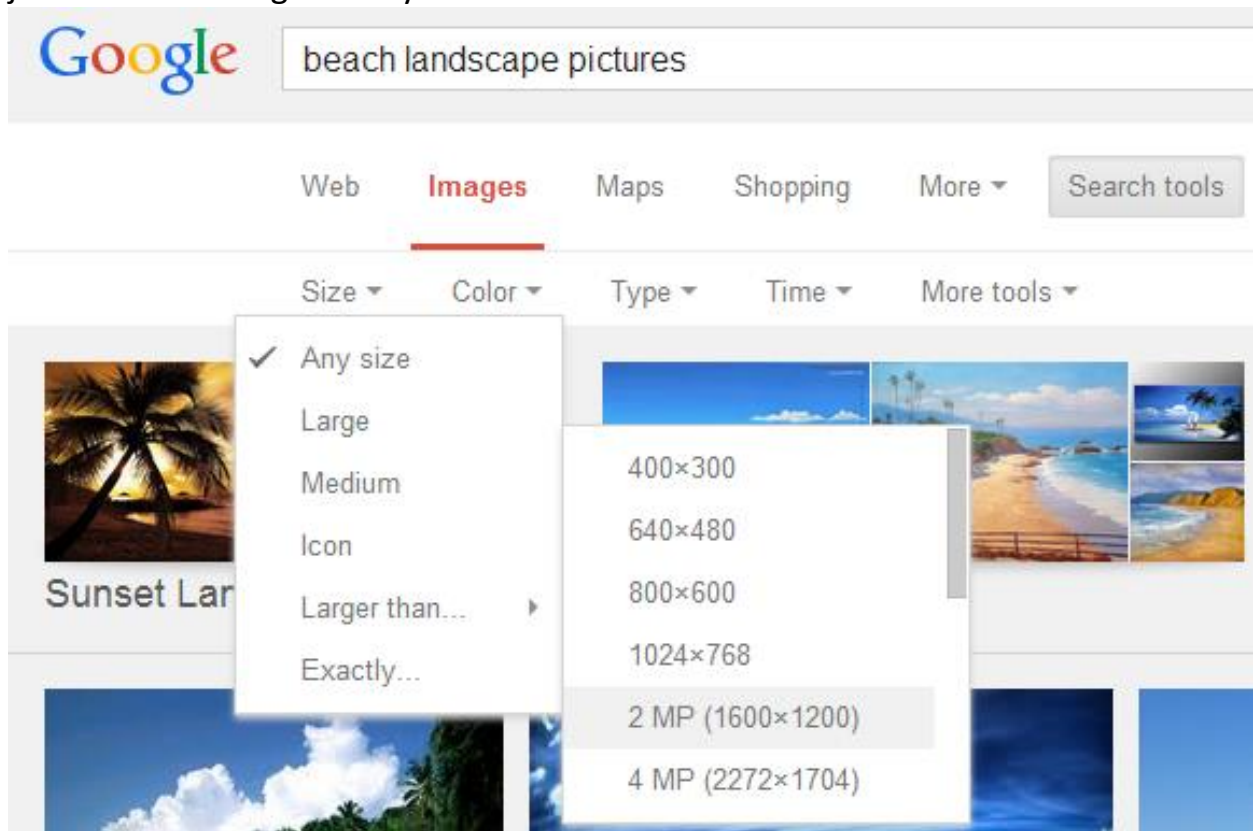 Google
beach landscape pictures
Web Images Maps Shopping More Search tools
Size Color Type Time More tools
Any size
Large
Medium
Icon
Larger than...
Exactly...
400×300
640×480
800×600
1024×768
2 MP (1600×1200)
4 MP (2272×1704)
Sunset Lan